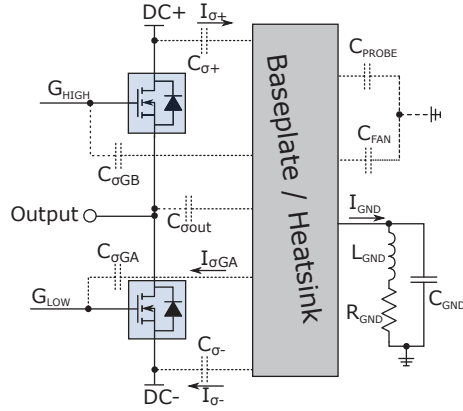 DC+
Iσ+
Cσ+
GHIGH
CσGB
Output
Cσout
CσGA
IσGA
GLOW
Cσ-
DC-
Iσ-
Baseplate / Heatsink
CPROBE
CFAN
IGND
LGND
RGND
CGND